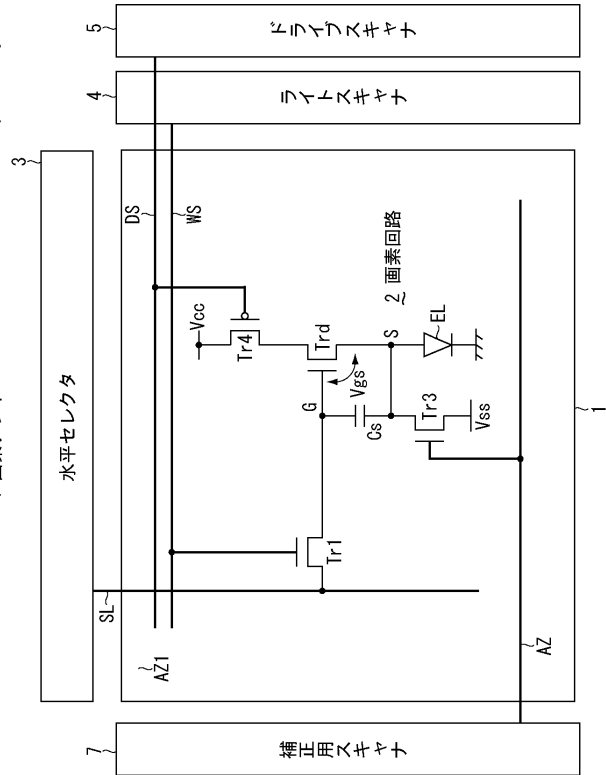 5
ドライブスキャナ
4
ライトスキャナ
3
水平セレクタ
DS
WS
SL
AZ1
Vcc
Tr4
Trd
2 画素回路
G
Vgs
S
EL
Cs
Tr3
Vss
Tr1
1
AZ
7
補正用スキャナ